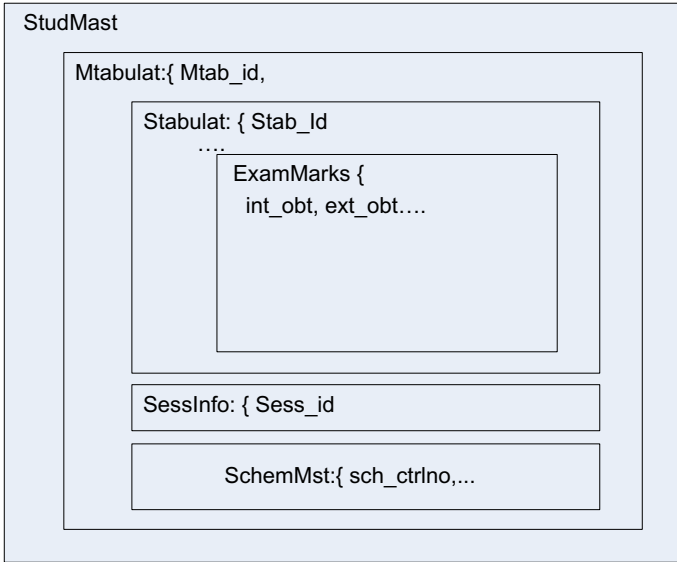 StudMast
Mtabulat:{ Mtab_id,
Stabulat: { Stab_Id
….
ExamMarks {
int_obt, ext_obt….
SessInfo: { Sess_id
SchemMst:{ sch_ctrlno,...